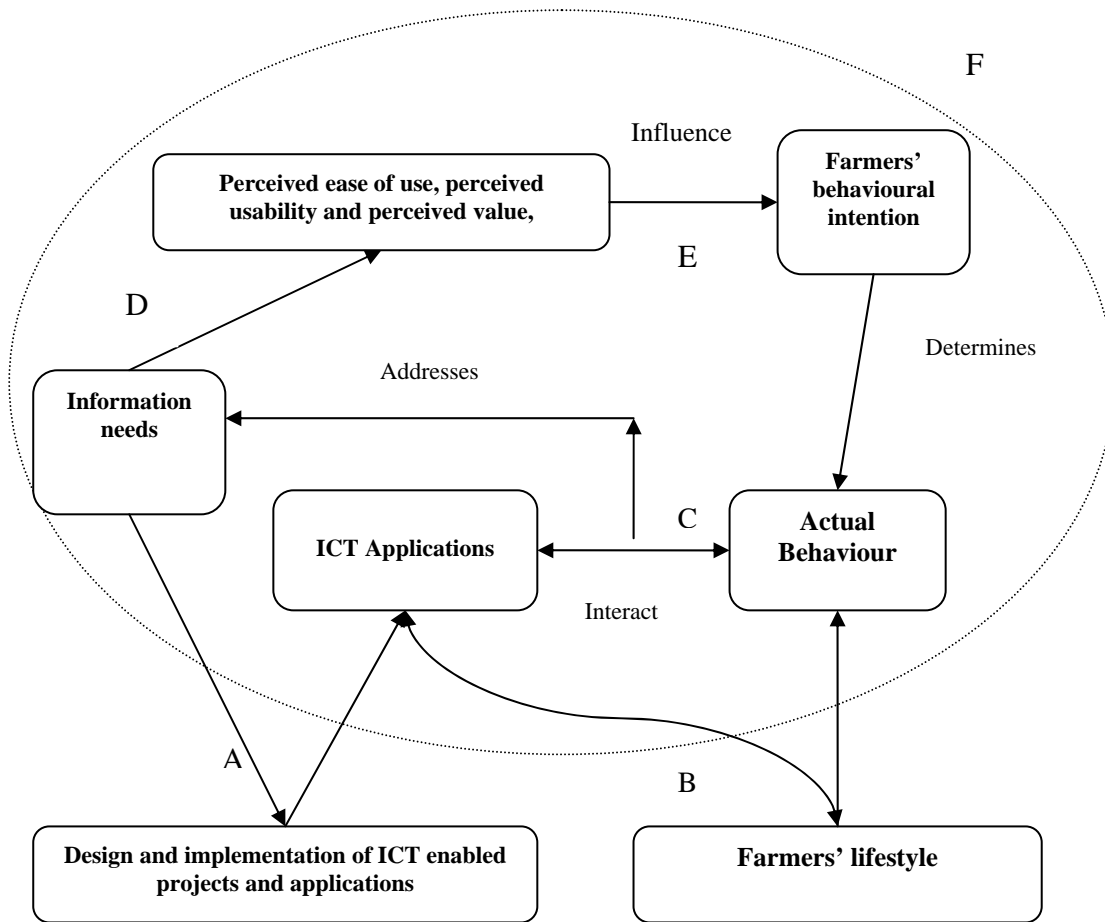 F
Influence
Farmers’
behavioural
intention
Perceived ease of use, perceived
usability and perceived value,
E
D
Determines
Addresses
Information
needs
C
Actual
Behaviour
ICT Applications
Interact
A
B
Design and implementation of ICT enabled
projects and applications
Farmers’ lifestyle